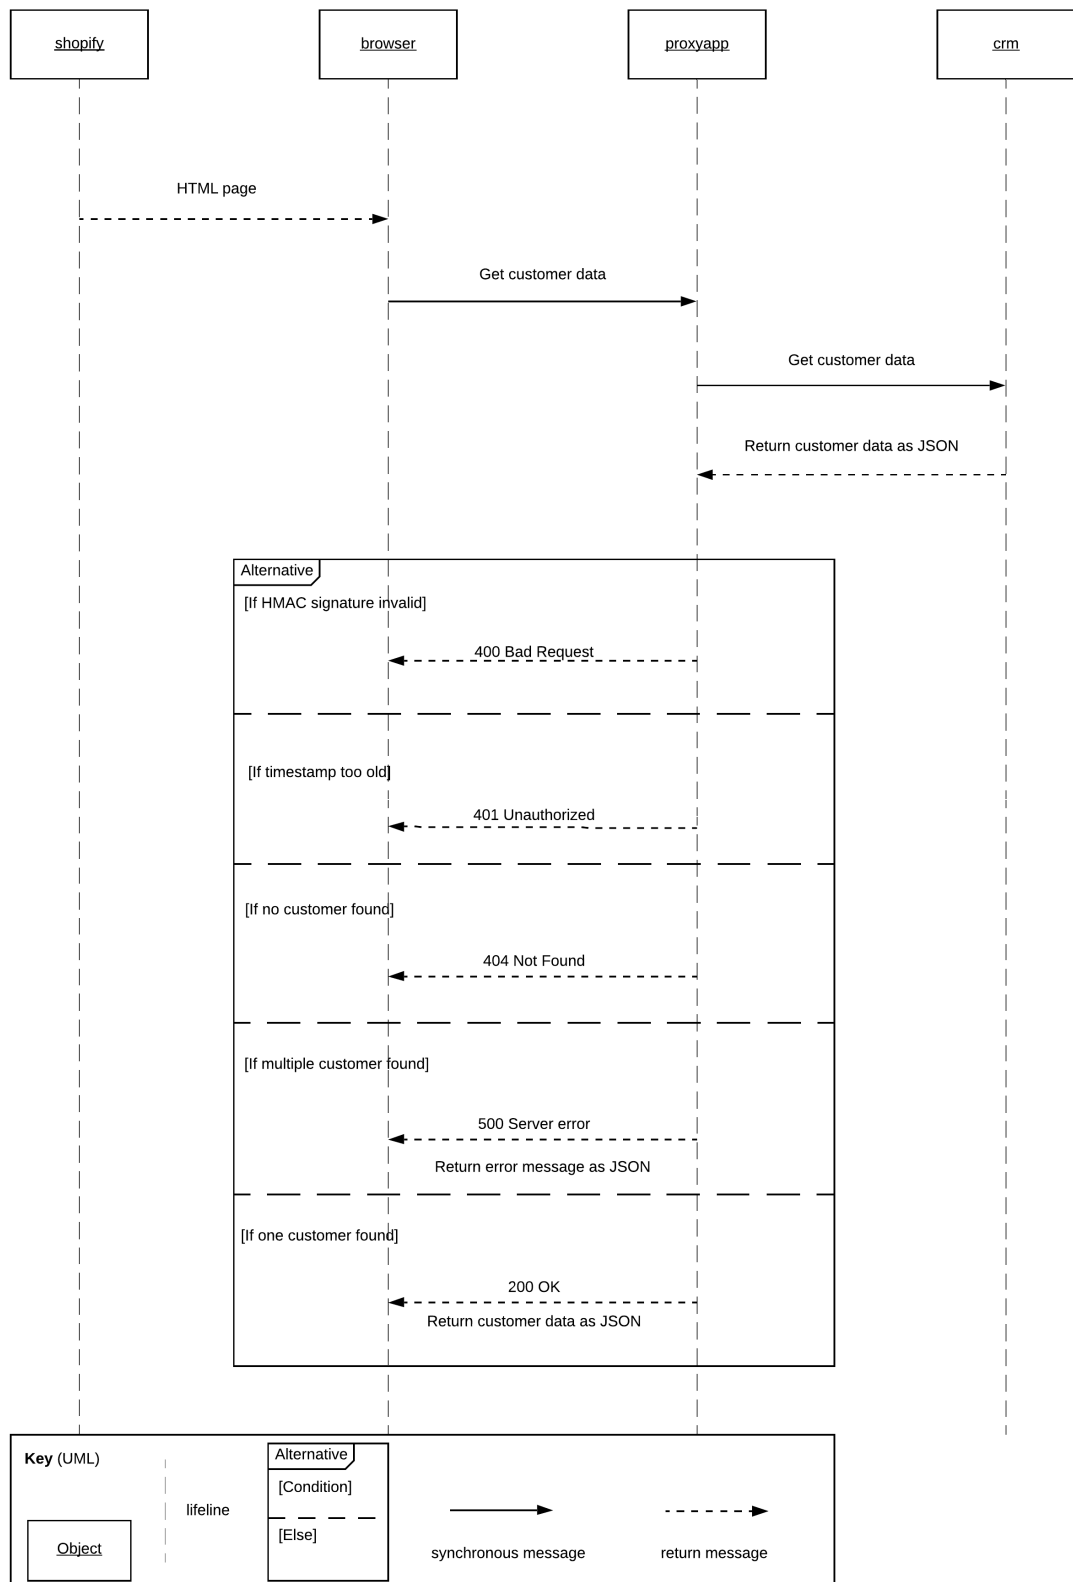 shopify
browser
proxyapp
crm
HTML page
Get customer data
Get customer data
Return customer data as JSON
Alternative
[If HMAC signature invalid]
400 Bad Request
[If timestamp too old]
401 Unauthorized
[If no customer found]
404 Not Found
[If multiple customer found]
500 Server error
Return error message as JSON
[If one customer found]
200 OK
Return customer data as JSON
Key (UML)
Alternative
[Condition]
lifeline
[Else]
Object
synchronous message
return message